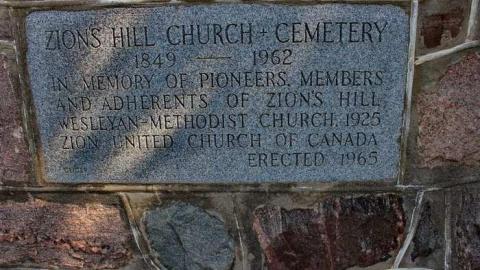 ZION'S HILL CHURCH + CEMETERY
1849 — 1962
IN MEMORY OF PIONEERS, MEMBERS
AND ADHERENTS OF ZION'S HILL
WESLEYAN-METHODIST CHURCH, 1925
ZION UNITED CHURCH OF CANADA
ERECTED 1965